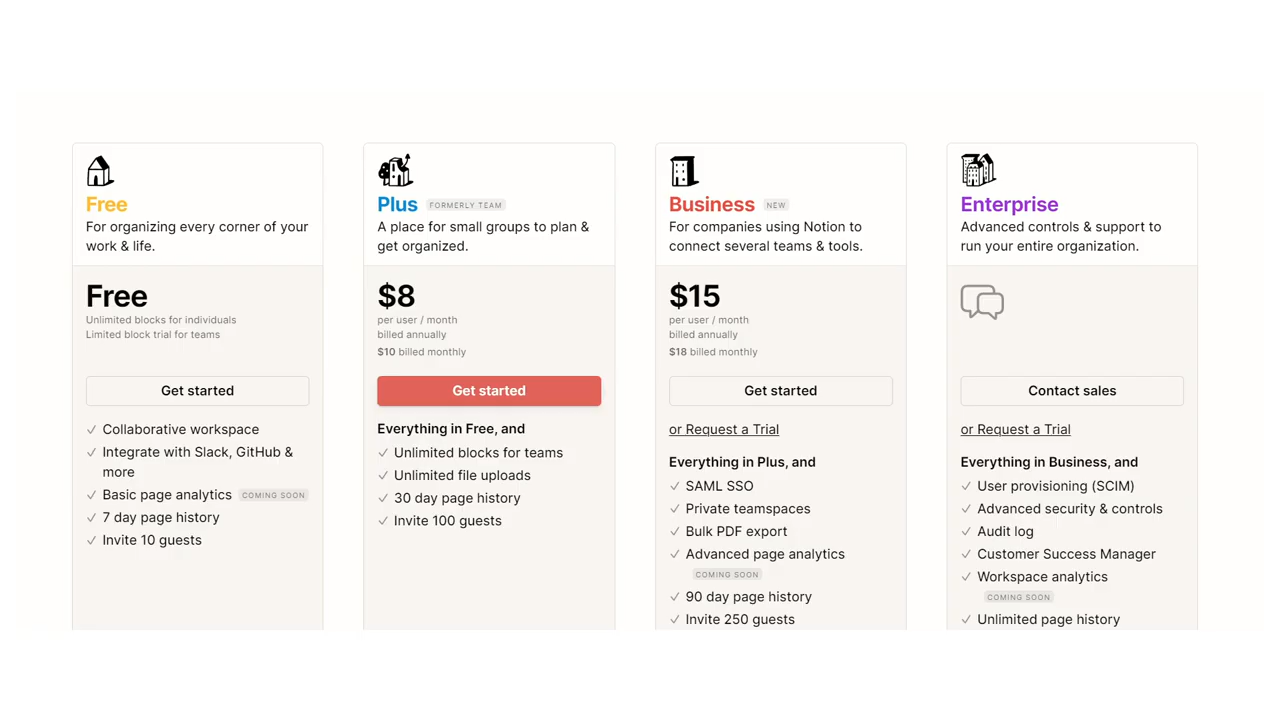 Free
For organizing every corner of your
work & life.
Free
Unlimited blocks for individuals
Limited block trial for teams
Get started
Collaborative workspace
Integrate with Slack, GitHub &
more
Basic page analytics COMING SOON
7 day page history
Invite 10 guests
Plus FORMERLY TEAM
A place for small groups to plan &
get organized.
$8
per user / month
billed annually
$10 billed monthly
Get started
Everything in Free, and
Unlimited blocks for teams
Unlimited file uploads
30 day page history
Invite 100 guests
Business NEW
For companies using Notion to
connect several teams & tools.
$15
per user / month
billed annually
$18 billed monthly
Get started
or Request a Trial
Everything in Plus, and
SAML SSO
Private teamspaces
Bulk PDF export
Advanced page analytics
COMING SOON
90 day page history
Invite 250 guests
Enterprise
Advanced controls & support to
run your entire organization.
Contact sales
or Request a Trial
Everything in Business, and
User provisioning (SCIM)
Advanced security & controls
Audit log
Customer Success Manager
Workspace analytics
COMING SOON
Unlimited page history